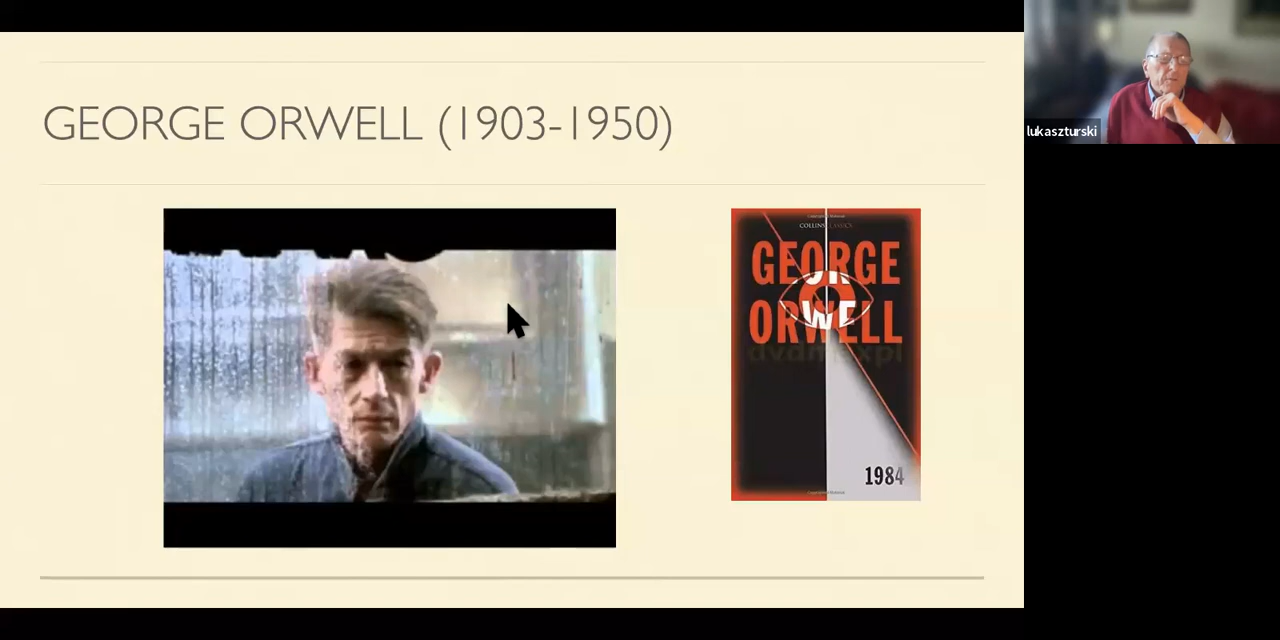 GEORGE ORWELL (1903-1950)
COLLINS CLASSICS
GEORGE
ORWELL
1984
lukaszturski